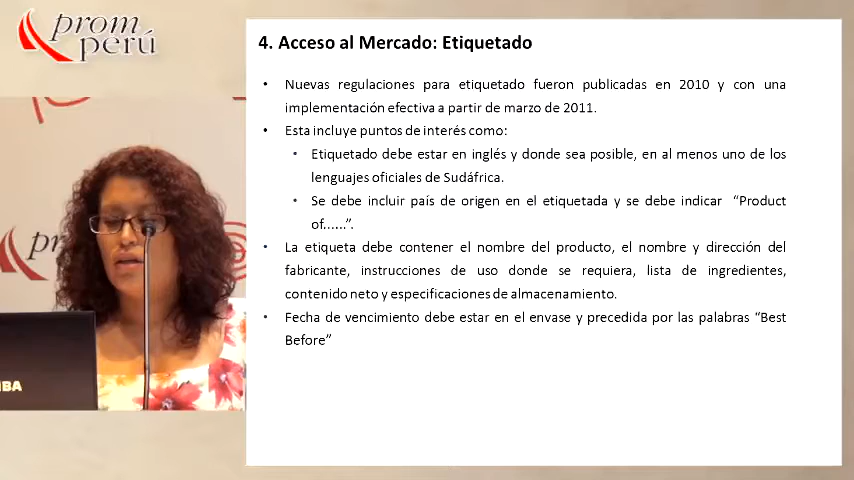 prom
perú
4. Acceso al Mercado: Etiquetado
• Nuevas regulaciones para etiquetado fueron publicadas en 2010 y con una
implementación efectiva a partir de marzo de 2011.
• Esta incluye puntos de interés como:
• Etiquetado debe estar en inglés y donde sea posible, en al menos uno de los
lenguajes oficiales de Sudáfrica.
• Se debe incluir país de origen en el etiquetada y se debe indicar “Product
of......”.
• La etiqueta debe contener el nombre del producto, el nombre y dirección del
fabricante, instrucciones de uso donde se requiera, lista de ingredientes,
contenido neto y especificaciones de almacenamiento.
• Fecha de vencimiento debe estar en el envase y precedida por las palabras “Best
Before”
pr